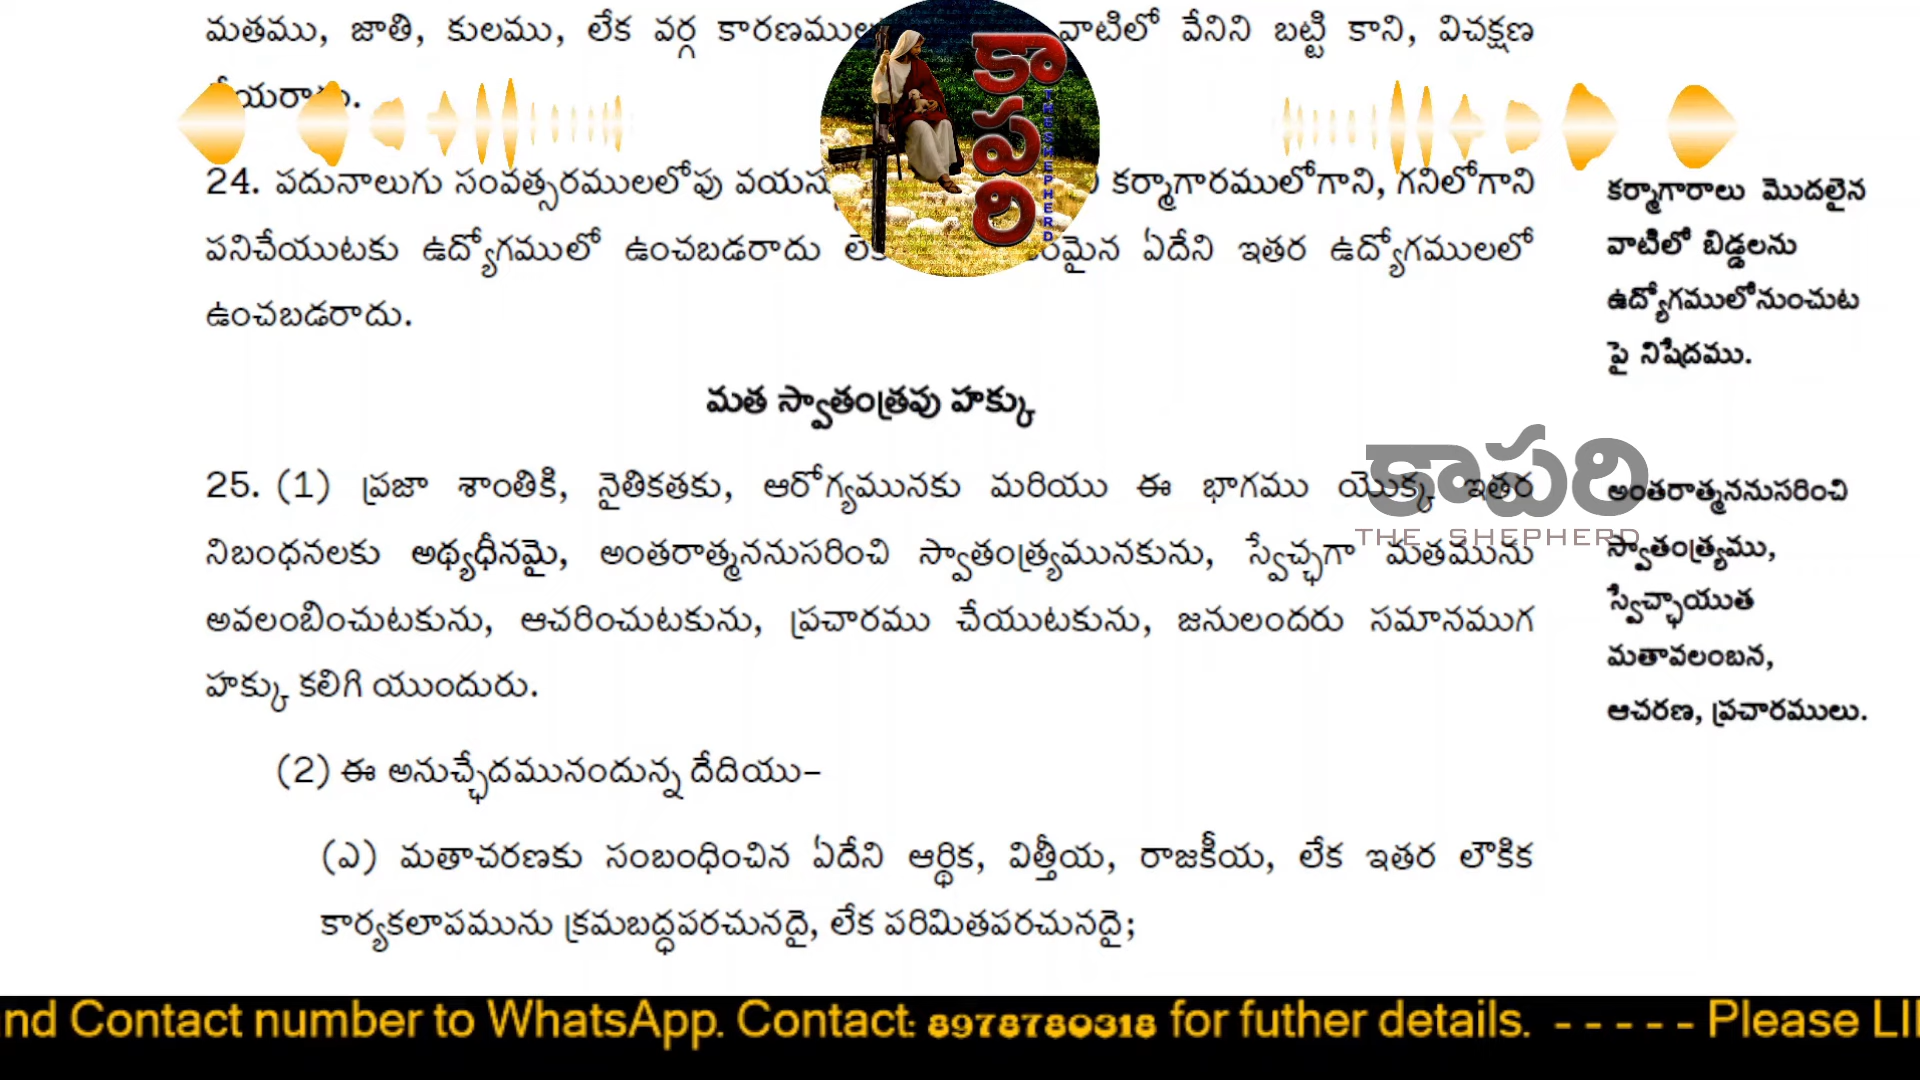 మతము, జాతి, కులము, లేక వర్గ వాటిలో వేనిని బట్టి కాని, విచక్షణ
24. పదునాలుగు సంవత్సరములలోపు కర్మాగారములోగాని, గనిలోగాని
పనిచేయుటకు ఉద్యోగములో ఉంచబడరాదు ఏదేని ఇతర ఉద్యోగములలో
ఉంచబడరాదు.
కర్మాగారాలు మొదలైన
వాటిలో బిడ్డలను
ఉద్యోగములోనుంచుట
పై నిషేదము.
కాపరి
THE SHEPHERD
మత స్వాతంత్రపు హక్కు
25. (1) ప్రజా శాంతికి, నైతికతకు, ఆరోగ్యమునకు మరియు ఈ భాగము యొక్క ఇతర
నిబంధనలకు అథ్యధీనమై, అంతరాత్మననుసరించి స్వాతంత్ర్యమునకును, స్వేచ్ఛగా మతమును
అవలంబించుటకును, ఆచరించుటకును, ప్రచారము చేయుటకును, జనులందరు సమానముగ
హక్కు కలిగి యుందురు.
కాపరి
THE SHEPHERD
అంతరాత్మననుసరించి
స్వాతంత్ర్యము,
స్వేచ్ఛాయుత
మతావలంబన,
ఆచరణ, ప్రచారములు.
(2) ఈ అనుచ్ఛేదమునందున్న దేదియు–
(ఎ) మతాచరణకు సంబంధించిన ఏదేని ఆర్థిక, విత్తీయ, రాజకీయ, లేక ఇతర లౌకిక
కార్యకలాపమును క్రమబద్ధపరచునదై, లేక పరిమితపరచునదై;
nd Contact number to WhatsApp. Contact: 8978780318 for futher details. - - - - - Please LI